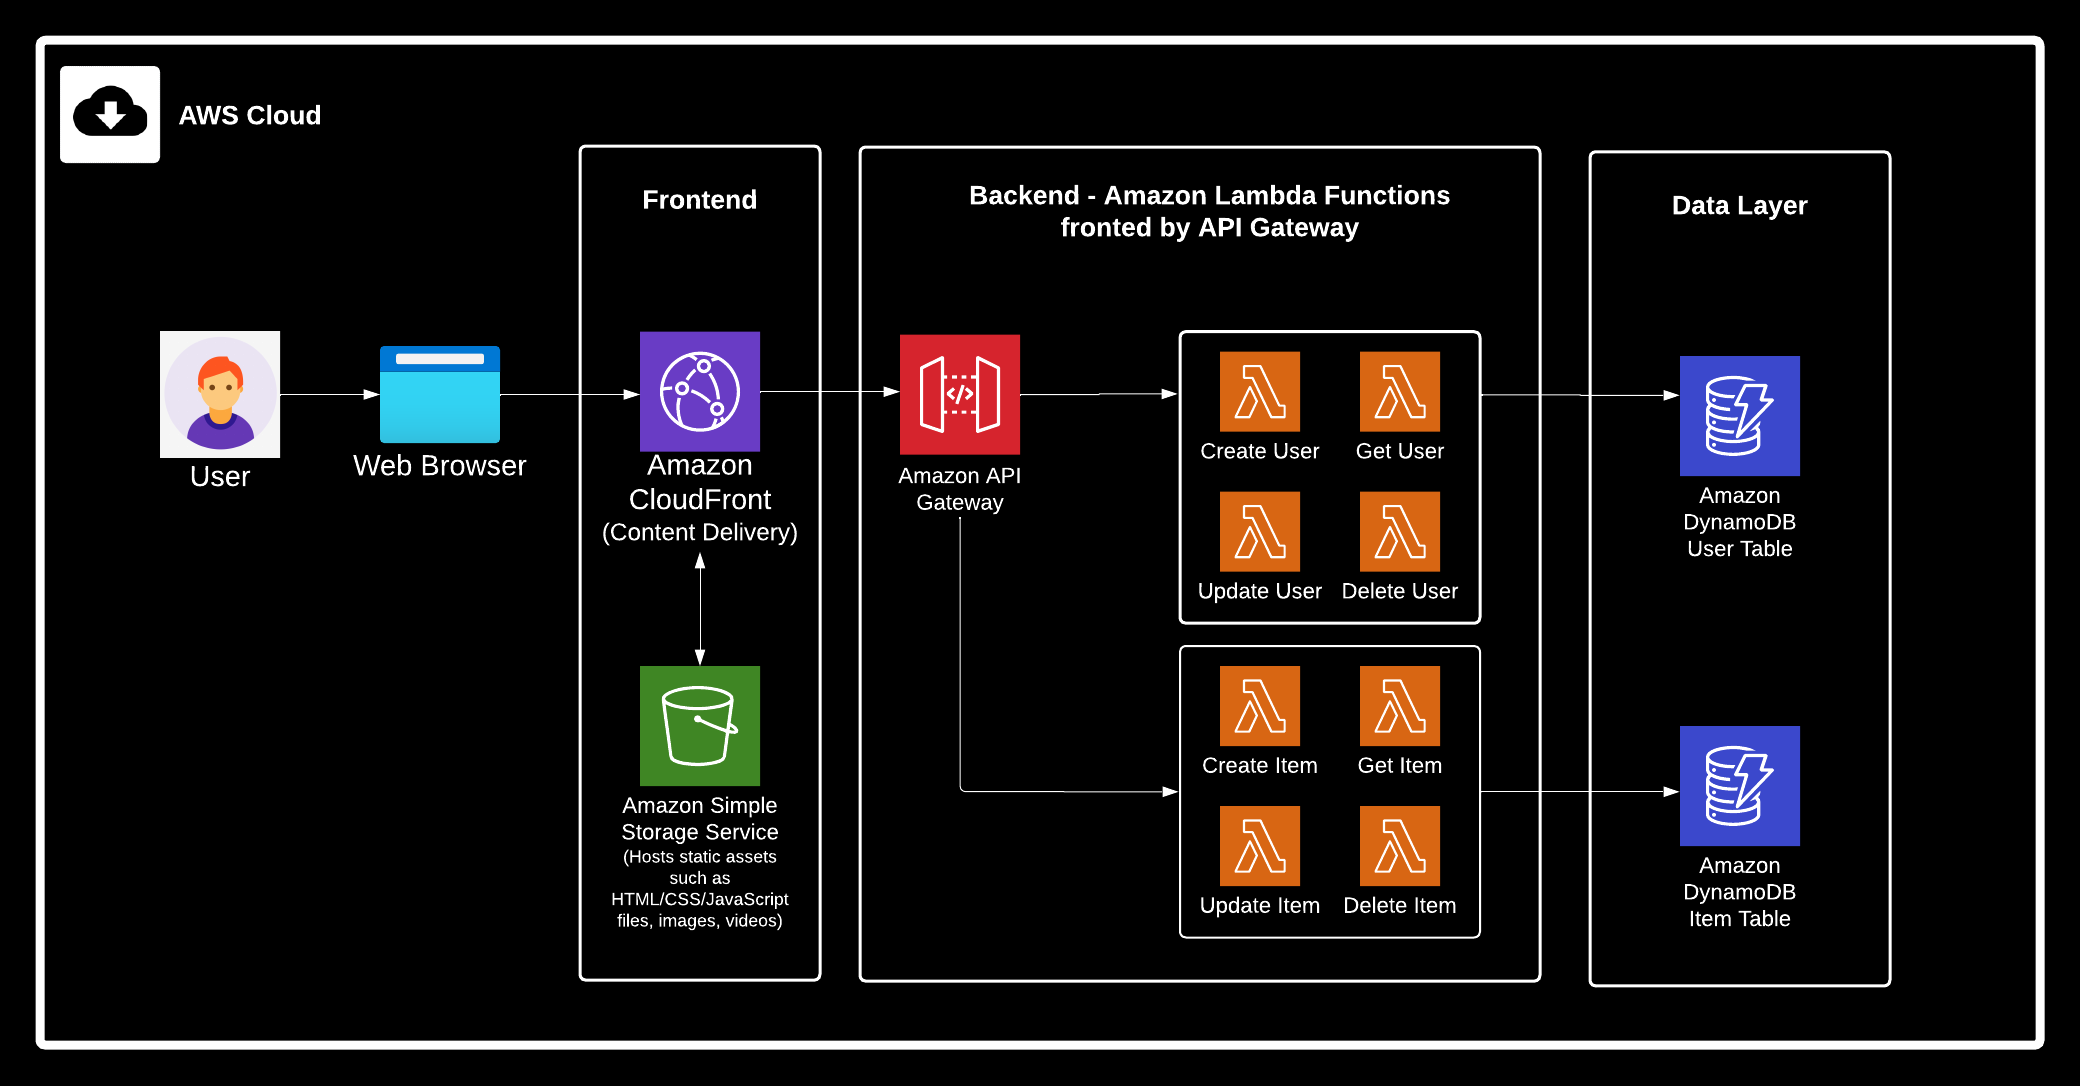 AWS Cloud
Frontend
Backend - Amazon Lambda Functions
fronted by API Gateway
Data Layer
User
Web Browser
Amazon
CloudFront
(Content Delivery)
Amazon Simple
Storage Service
(Hosts static assets
such as
HTML/CSS/JavaScript
files, images, videos)
Amazon API
Gateway
Create User
Get User
Update User
Delete User
Create Item
Get Item
Update Item
Delete Item
Amazon
DynamoDB
User Table
Amazon
DynamoDB
Item Table